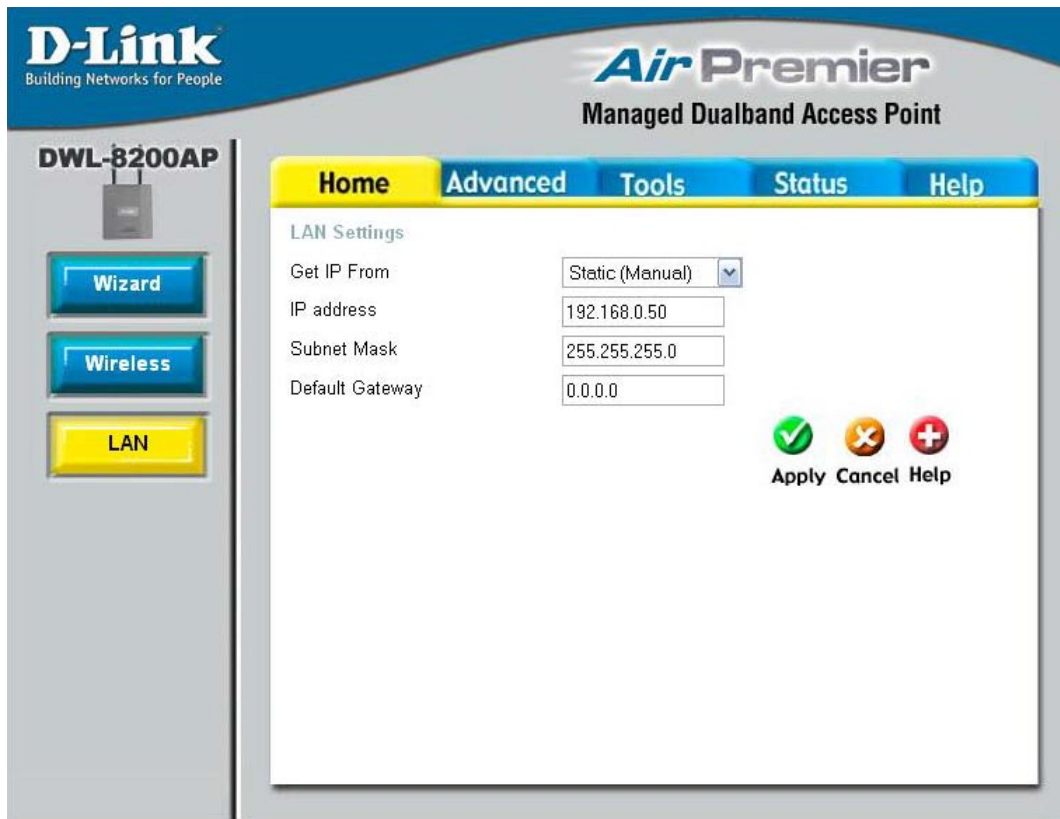 D-Link
Building Networks for People
Air Premier
Managed Dualband Access Point
DWL-8200AP
Home Advanced Tools Status Help
Wizard
Wireless
LAN
LAN Settings
Get IP From Static (Manual)
IP address 192.168.0.50
Subnet Mask 255.255.255.0
Default Gateway 0.0.0.0
Apply Cancel Help